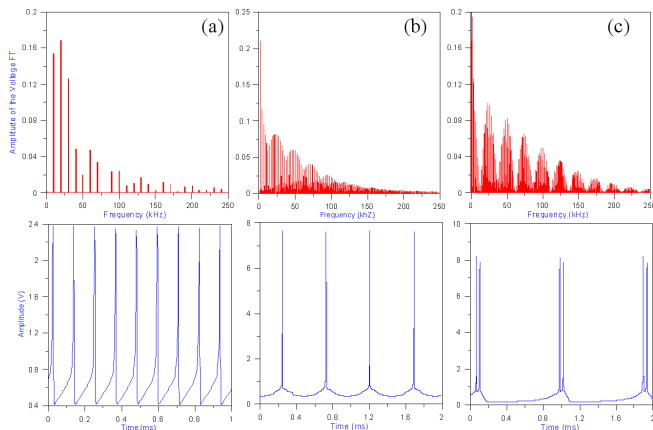 (a) (b) (c)
0.2 0.25 0.2
0.16 0.2 0.16
0.12 0.15 0.12
0.08 0.1 0.08
0.04 0.05 0.04
0 0 0
Amplitude of the Voltage FT
0 50 100 150 200 250 0 50 100 150 200 250 0 50 100 150 200 250
Frequency (kHz) Frequency (khZ) Frequency (kHz)
2.4 8 10
2 6 8
1.6 4 6
1.2 2 4
0.8 0 2
0.4 0
Amplitude (V)
0 0.2 0.4 0.6 0.8 1 0 0.4 0.8 1.2 1.6 2 0 0.4 0.8 1.2 1.6 2
Time (ms) Time (ms) Time (ms)